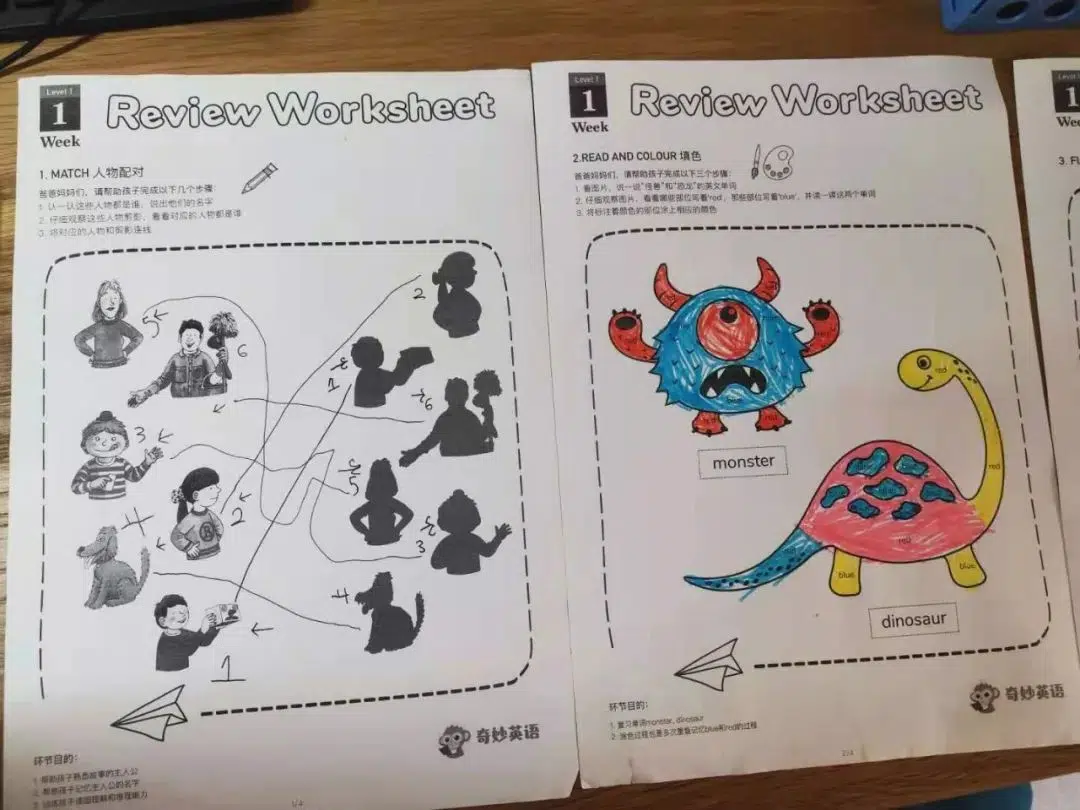 Level 1
1
Week
Review Worksheet
1. MATCH 人物配对
爸爸妈妈们，请帮助孩子完成以下几个步骤：
1. 认一认这些人物都是谁，说出他们的名字
2. 仔细观察这些人物剪影，看看对应的人物都是谁
3. 将对应的人物和剪影连线
5
6
3
2
4
1
2
1
6
5
3
4
奇妙英语
环节目的：
1. 帮助孩子熟悉故事的主人公
2. 帮助孩子记忆主人公的名字
3. 训练孩子读图理解和推理能力
1/4
Level 1
1
Week
Review Worksheet
2.READ AND COLOUR 填色
爸爸妈妈们，请帮助孩子完成以下三个步骤：
1. 看图片，说一说"怪兽"和"恐龙"的英文单词
2. 仔细观察图片，看看哪些部位写着'red'，那些部位写着'blue'，并读一读这两个单词
3. 将标注着颜色的部位涂上相应的颜色
monster
red
red
red
blue
blue
dinosaur
奇妙英语
环节目的：
1. 复习单词monster, dinosaur
2. 涂色过程也是多次重复记忆blue和red的过程
2/4
Level
1
3. F